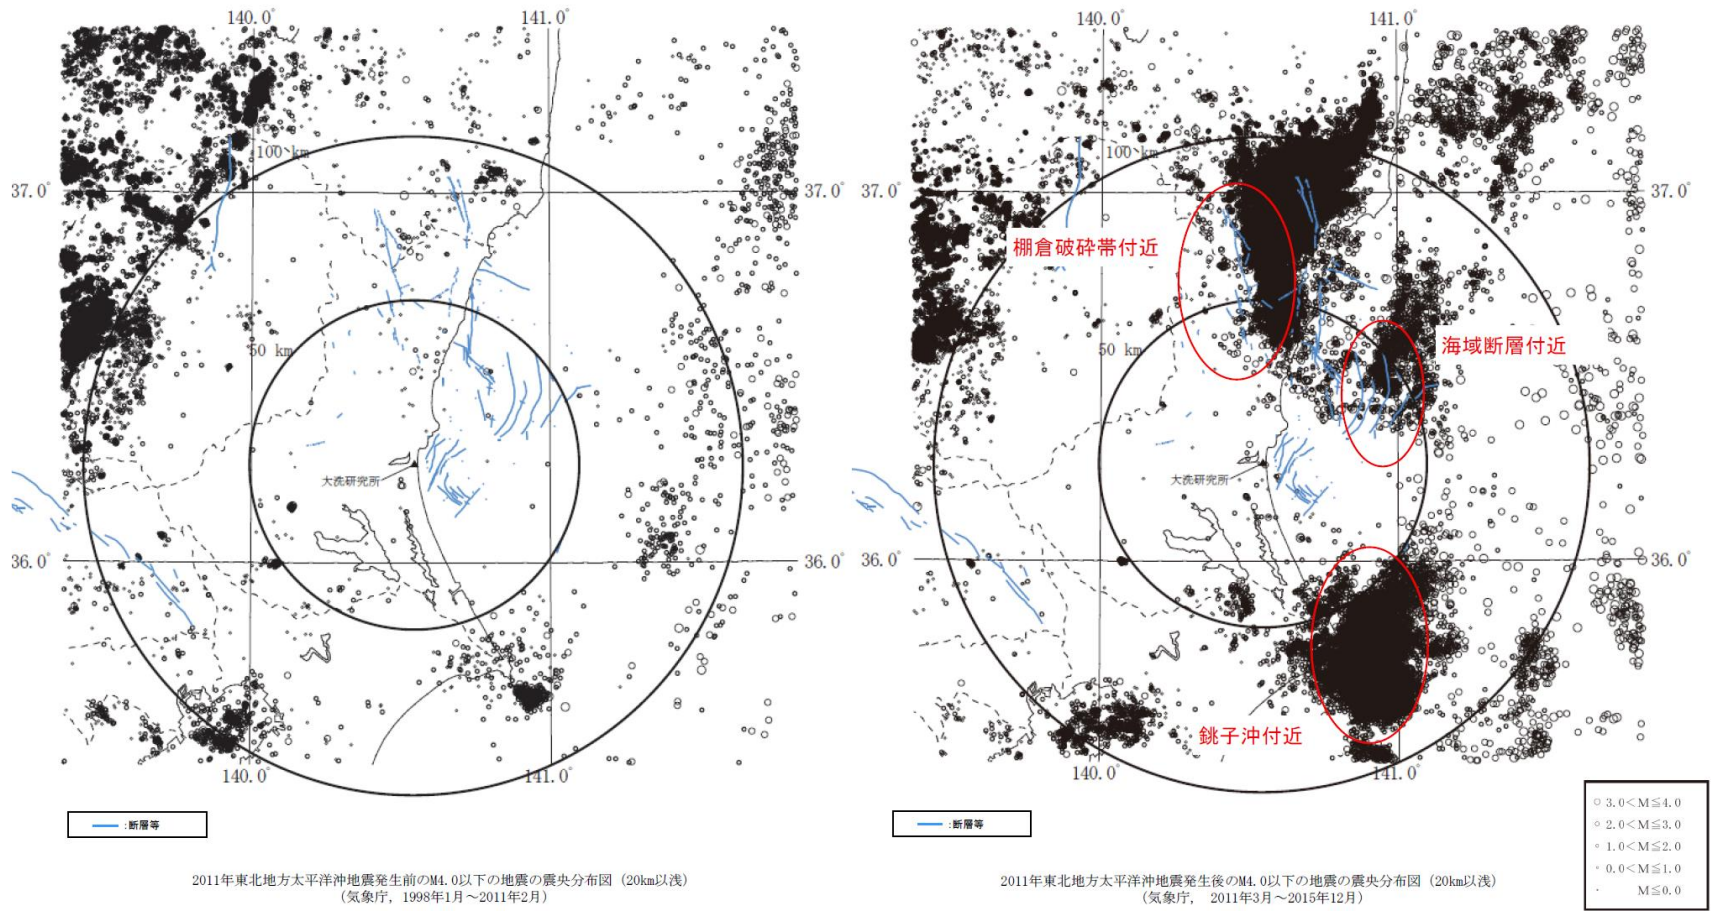 140.0°
141.0°
100 km
37.0°
37.0°
50 km
大洗研究所
36.0°
36.0°
140.0°
141.0°
:断層等
2011年東北地方太平洋沖地震発生前のM4.0以下の地震の震央分布図（20km以浅）
（気象庁，1998年1月～2011年2月）
140.0°
141.0°
100 km
37.0°
棚倉破砕帯付近
50 km
海域断層付近
大洗研究所
36.0°
銚子沖付近
140.0°
141.0°
:断層等
2011年東北地方太平洋沖地震発生後のM4.0以下の地震の震央分布図（20km以浅）
（気象庁， 2011年3月～2015年12月）
3.0＜M≦4.0
2.0＜M≦3.0
1.0＜M≦2.0
0.0＜M≦1.0
M≦0.0